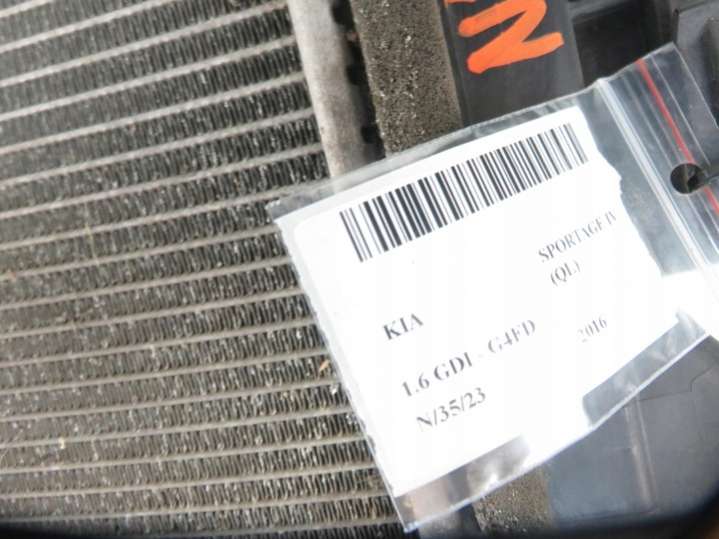 N
KIA
SPORTAGE IV
(QL)
1.6 GDI - G4FD
2016
N/35/23